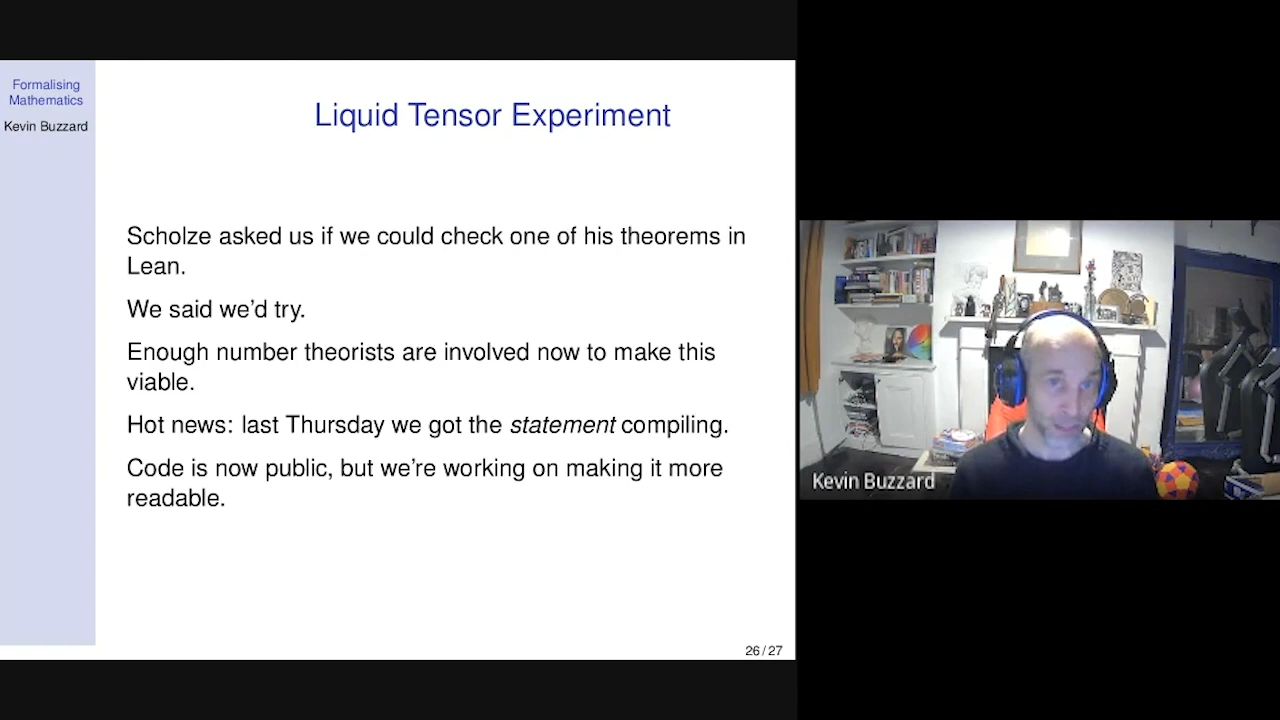 Formalising
Mathematics
Kevin Buzzard
Liquid Tensor Experiment
Scholze asked us if we could check one of his theorems in
Lean.
We said we'd try.
Enough number theorists are involved now to make this
viable.
Hot news: last Thursday we got the statement compiling.
Code is now public, but we're working on making it more
readable.
26 / 27
Kevin Buzzard